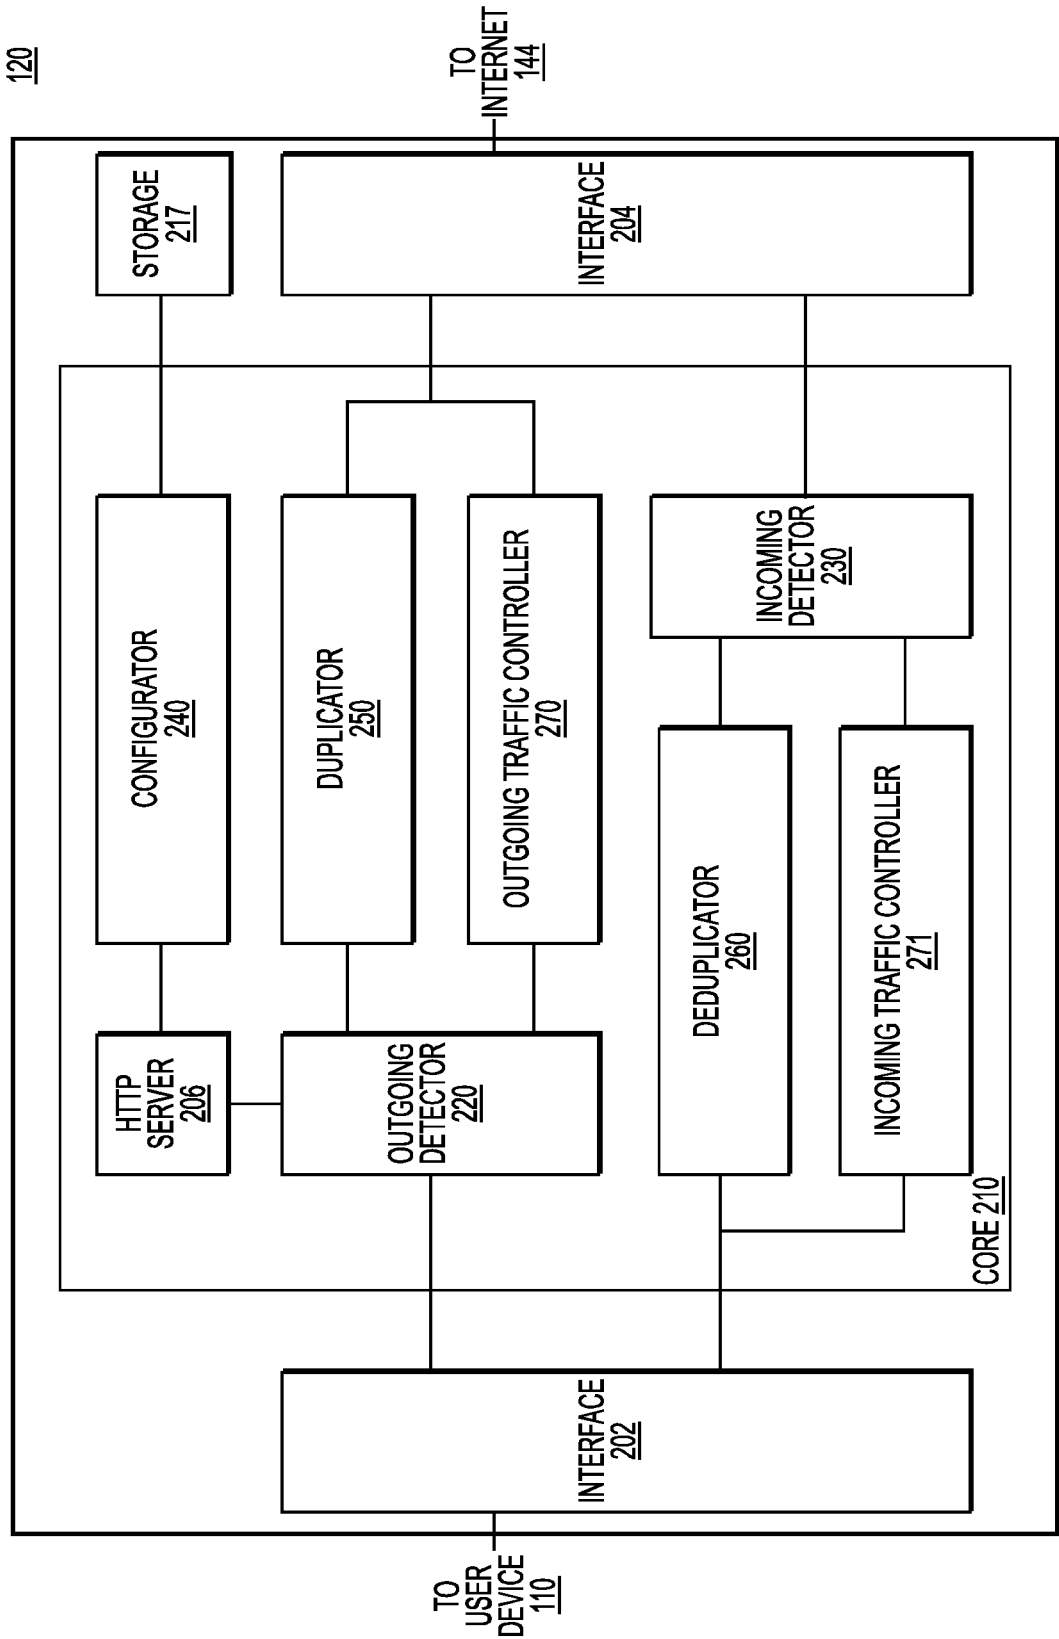 120
TO
USER
DEVICE
110
INTERFACE
202
HTTP
SERVER
206
CONFIGURATOR
240
STORAGE
217
OUTGOING
DETECTOR
220
DUPLICATOR
250
OUTGOING TRAFFIC CONTROLLER
270
DEDUPLICATOR
260
INCOMING TRAFFIC CONTROLLER
271
INCOMING
DETECTOR
230
CORE 210
INTERFACE
204
TO
INTERNET
144